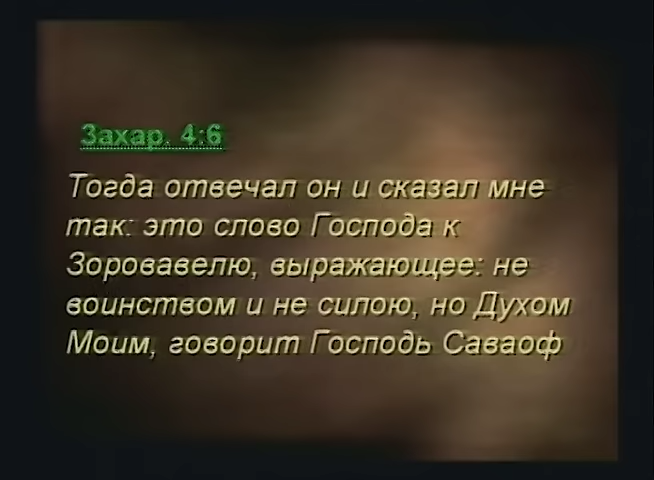 Захар. 4:6
Тогда отвечал он и сказал мне
так: это слово Господа к
Зоровавелю, выражающее: не
воинством и не силою, но Духом
Моим, говорит Господь Саваоф